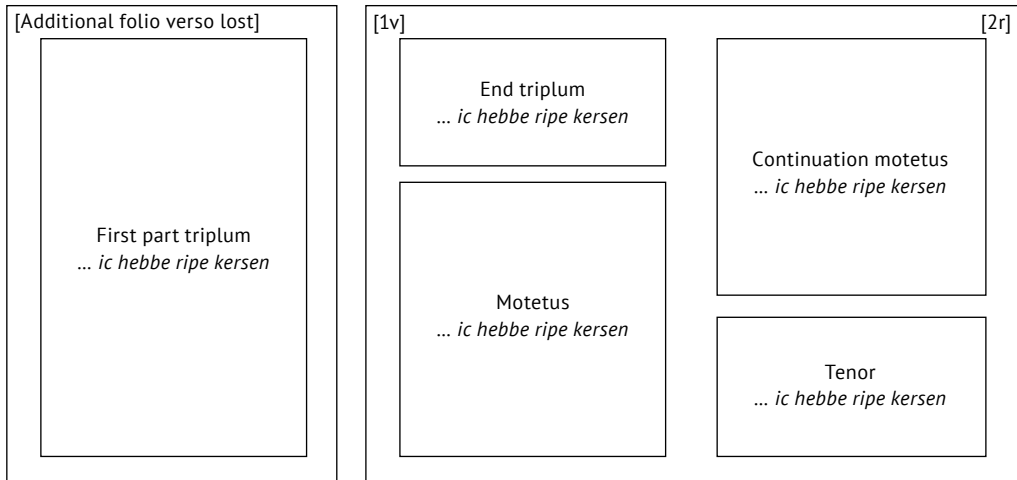 [Additional folio verso lost]
First part triplum
... ic hebbe ripe kersen
[1v]
End triplum
... ic hebbe ripe kersen
Motetus
... ic hebbe ripe kersen
[2r]
Continuation motetus
... ic hebbe ripe kersen
Tenor
... ic hebbe ripe kersen